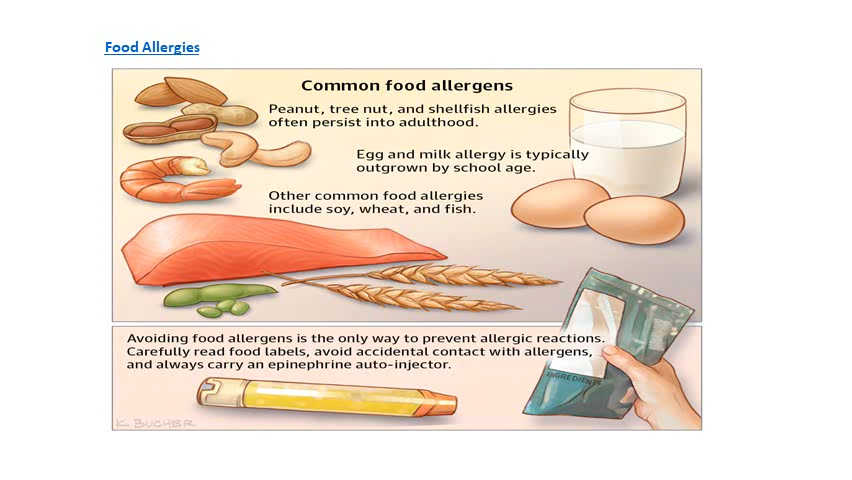 Food Allergies
Common food allergens
Peanut, tree nut, and shellfish allergies
often persist into adulthood.
Egg and milk allergy is typically
outgrown by school age.
Other common food allergies
include soy, wheat, and fish.
Avoiding food allergens is the only way to prevent allergic reactions.
Carefully read food labels, avoid accidental contact with allergens,
and always carry an epinephrine auto-injector.
INGREDIENTS
K BUCHER